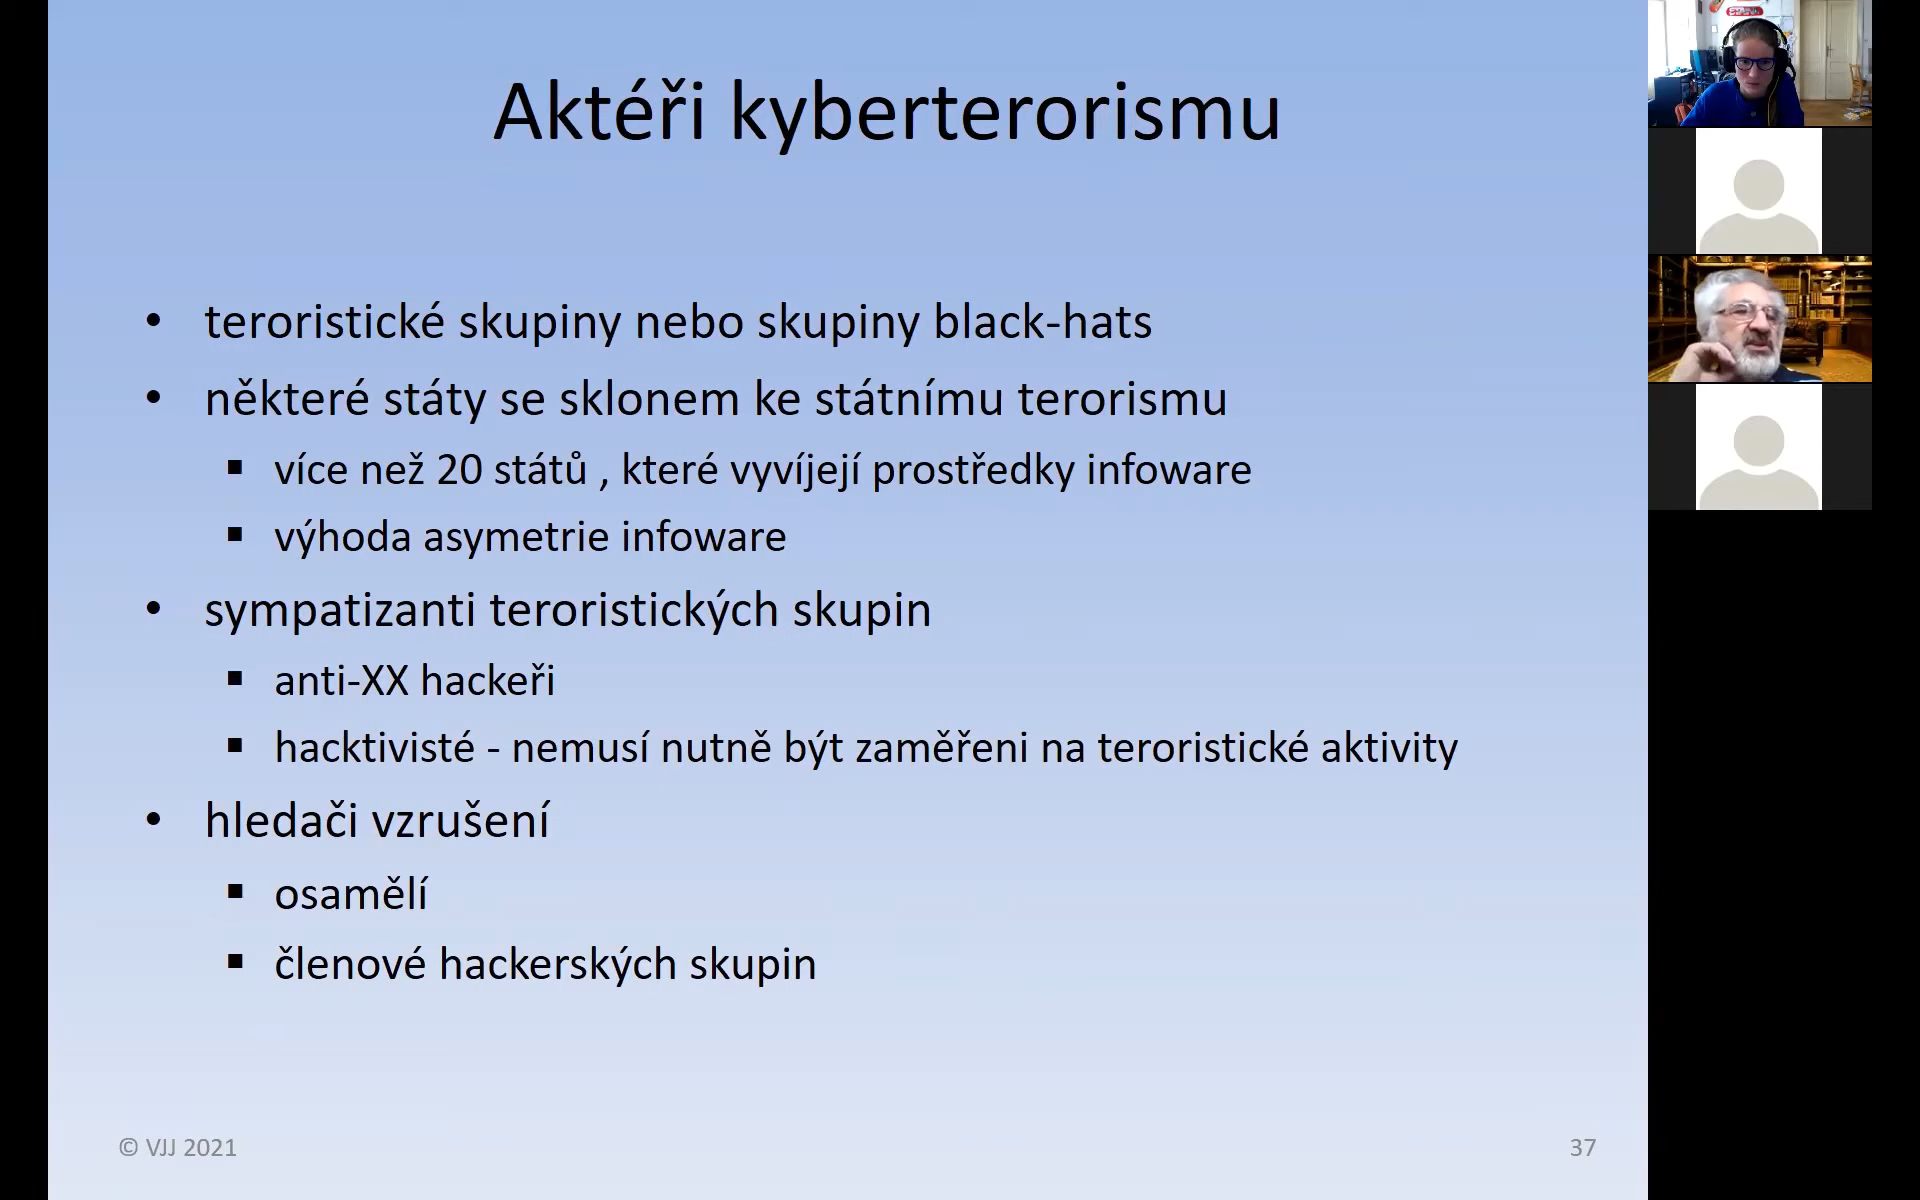 Aktéři kyberterorismu
• teroristické skupiny nebo skupiny black-hats
• některé státy se sklonem ke státnímu terorismu
▪ více než 20 států , které vyvíjejí prostředky infoware
▪ výhoda asymetrie infoware
• sympatizanti teroristických skupin
▪ anti-XX hackeři
▪ hacktivisté - nemusí nutně být zaměřeni na teroristické aktivity
• hledači vzrušení
▪ osamělí
▪ členové hackerských skupin
© VJJ 2021
37